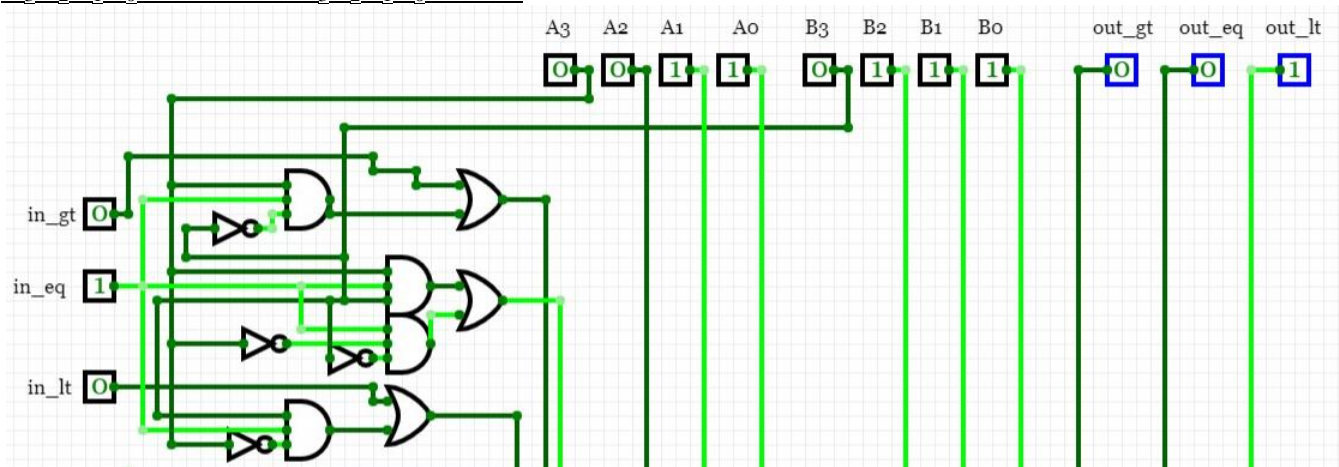 A3 A2 A1 A0 B3 B2 B1 B0 out_gt out_eq out_lt
0 0 1 1 0 1 1 1 0 0 1
in_gt 0
in_eq 1
in_lt 0